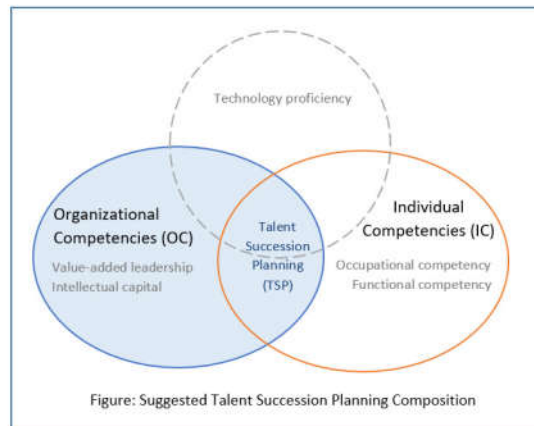 Technology proficiency
Organizational
Competencies (OC)
Value-added leadership
Intellectual capital
Talent
Succession
Planning
(TSP)
Individual
Competencies (IC)
Occupational competency
Functional competency
Figure: Suggested Talent Succession Planning Composition